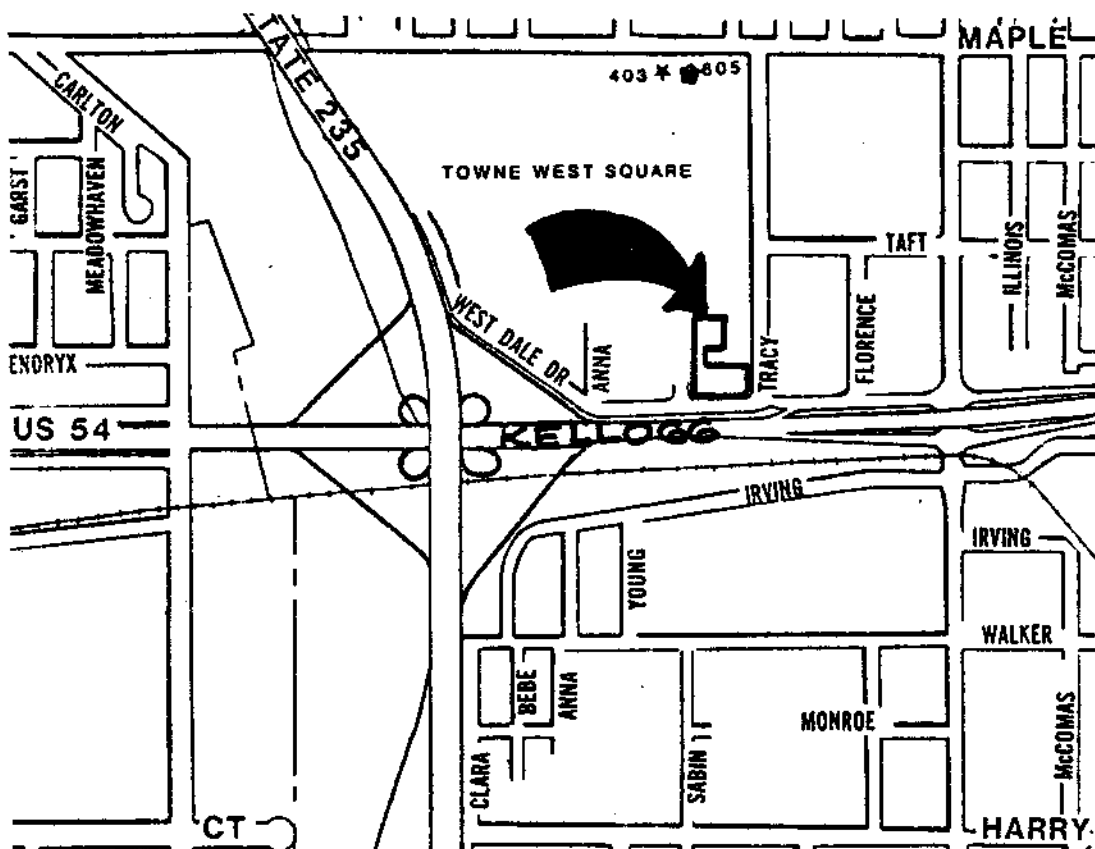 MAPLE
403 605
TATE 235
CARLTON
TOWNE WEST SQUARE
GARST
MEADOWHAVEN
TAFT
ILLINOIS
McCOMAS
WEST DALE DR
ANNA
TRACY
FLORENCE
ENDRYX
US 54
KELLOGG
IRVING
IRVING
YOUNG
WALKER
BEBE
ANNA
MONROE
McCOMAS
CLARA
SABIN
CT
HARRY